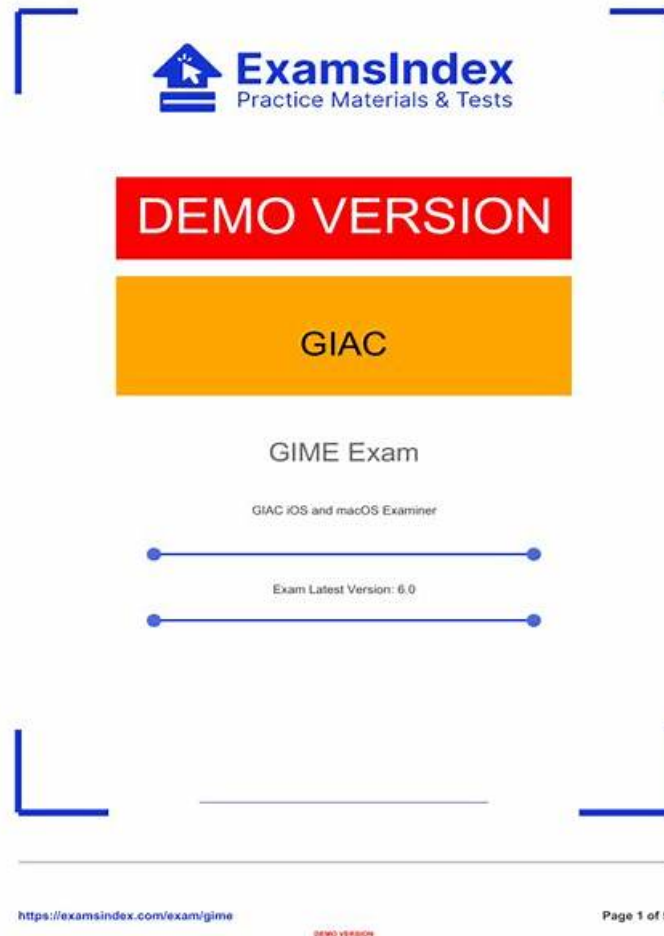 ExamsIndex
Practice Materials & Tests
DEMO VERSION
GIAC
GIME Exam
GIAC iOS and macOS Examiner
Exam Latest Version: 6.0
https://examsindex.com/exam/gime
Page 1 of
DEMO VERSION